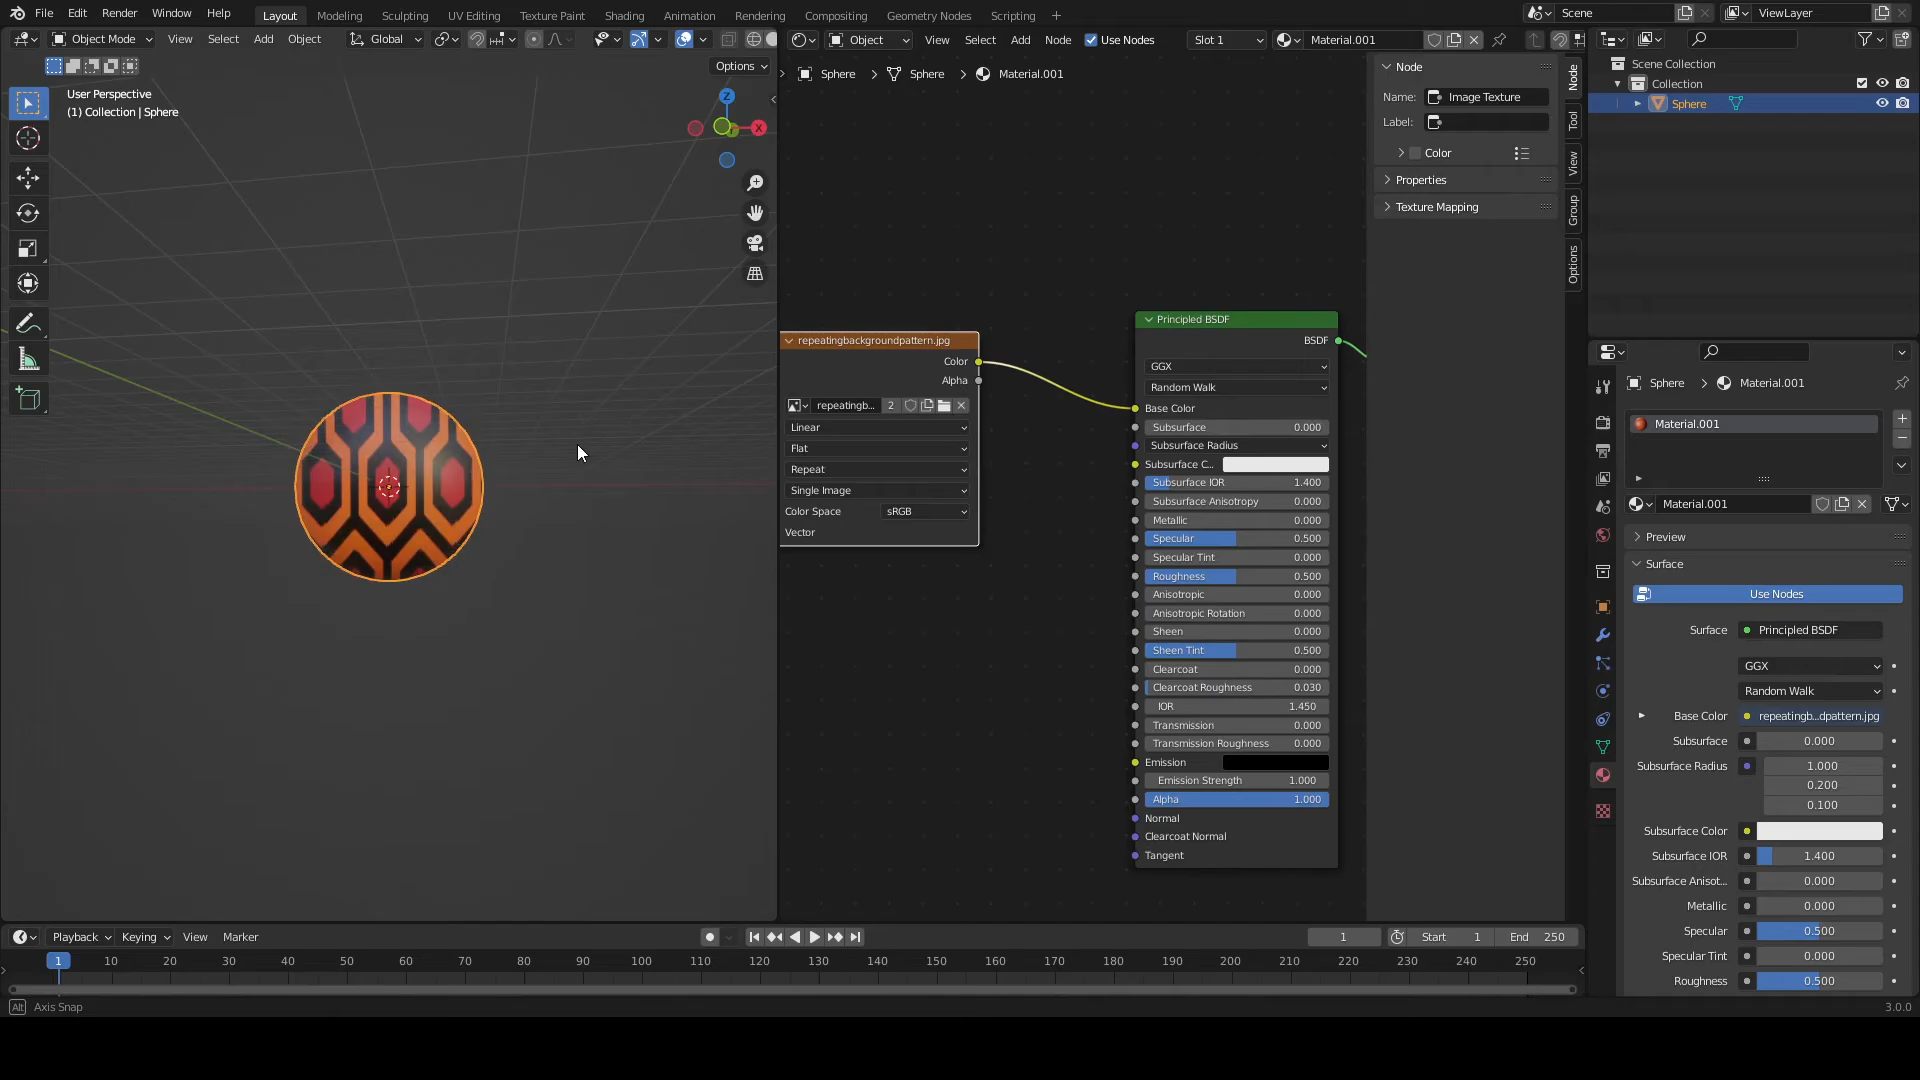 File Edit Render Window Help Layout Modeling Sculpting UV Editing Texture Paint Shading Animation Rendering Compositing Geometry Nodes Scripting + Scene ViewLayer
Object Mode View Select Add Object Global
Object View Select Add Node Use Nodes Slot 1 Material.001
Options
User Perspective
(1) Collection | Sphere
Z
X
Sphere > Sphere > Material.001
repeatingbackgroundpattern.jpg
Color
Alpha
repeatingb... 2
Linear
Flat
Repeat
Single Image
Color Space sRGB
Vector
Principled BSDF
BSDF
GGX
Random Walk
Base Color
Subsurface 0.000
Subsurface Radius
Subsurface C...
Subsurface IOR 1.400
Subsurface Anisotropy 0.000
Metallic 0.000
Specular 0.500
Specular Tint 0.000
Roughness 0.500
Anisotropic 0.000
Anisotropic Rotation 0.000
Sheen 0.000
Sheen Tint 0.500
Clearcoat 0.000
Clearcoat Roughness 0.030
IOR 1.450
Transmission 0.000
Transmission Roughness 0.000
Emission
Emission Strength 1.000
Alpha 1.000
Normal
Clearcoat Normal
Tangent
Node
Name: Image Texture
Label:
Color
Properties
Texture Mapping
Node
Tool
View
Group
Options
Scene Collection
Collection
Sphere
Sphere > Material.001
Material.001
Material.001
Preview
Surface
Use Nodes
Surface Principled BSDF
GGX
Random Walk
Base Color repeatingb...dpattern.jpg
Subsurface 0.000
Subsurface Radius 1.000
0.200
0.100
Subsurface Color
Subsurface IOR 1.400
Subsurface Anisot... 0.000
Metallic 0.000
Specular 0.500
Specular Tint 0.000
Roughness 0.500
Playback Keying View Marker 1 Start 1 End 250
1 10 20 30 40 50 60 70 80 90 100 110 120 130 140 150 160 170 180 190 200 210 220 230 240 250
Alt Axis Snap 3.0.0